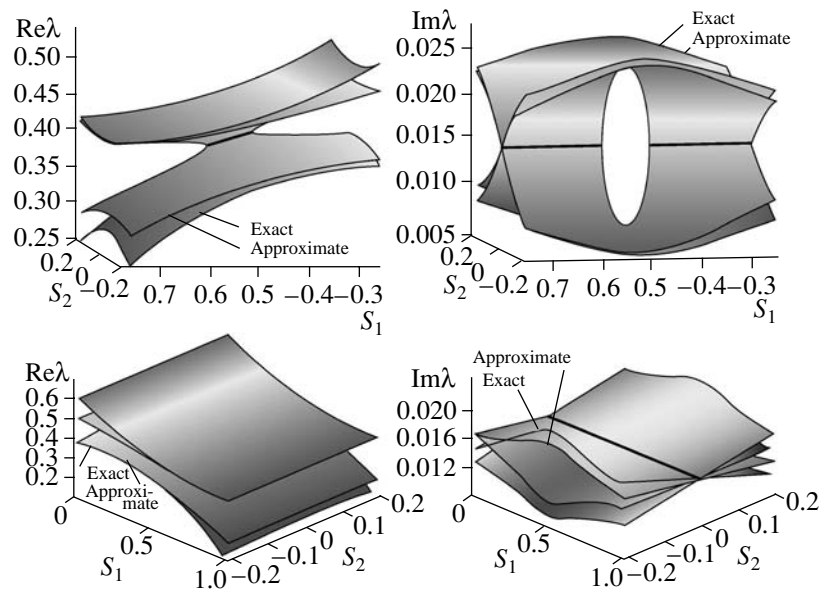 Reλ
0.50
0.45
0.40
0.35
0.30
0.25
0.2
0
−0.2
S2
0.7
0.6
0.5
−0.4
−0.3
S1
Exact
Approximate
Imλ
0.025
0.020
0.015
0.010
0.005
0.2
0
−0.2
S2
0.7
0.6
0.5
−0.4
−0.3
S1
Exact
Approximate
Reλ
0.6
0.5
0.4
0.3
0.2
Exact
Approxi-
mate
0
0.5
1.0
S1
−0.2
−0.1
0
0.1
0.2
S2
Imλ
0.020
0.016
0.012
Approximate
Exact
0
0.5
1.0
S1
−0.2
−0.1
0
0.1
0.2
S2